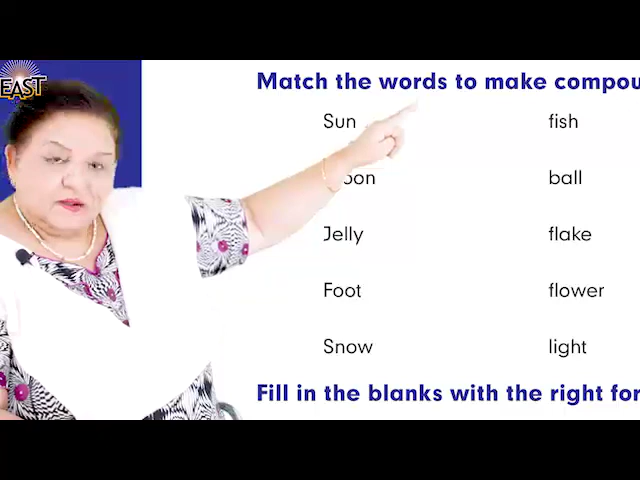 EAST
Match the words to make compou
Sun fish
oon ball
Jelly flake
Foot flower
Snow light
Fill in the blanks with the right for